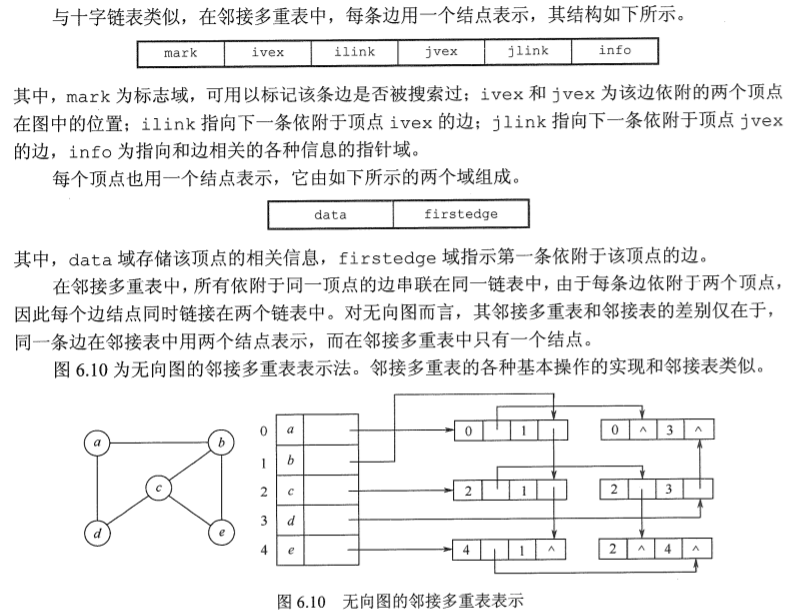 与十字链表类似，在邻接多重表中，每条边用一个结点表示，其结构如下所示。
mark ivex ilink jvex jlink info
其中，mark 为标志域，可用以标记该条边是否被搜索过；ivex 和 jvex 为该边依附的两个顶点
在图中的位置；ilink 指向下一条依附于顶点 ivex 的边；jlink 指向下一条依附于顶点 jvex
的边，info 为指向和边相关的各种信息的指针域。
每个顶点也用一个结点表示，它由如下所示的两个域组成。
data firstedge
其中，data 域存储该顶点的相关信息，firstedge 域指示第一条依附于该顶点的边。
在邻接多重表中，所有依附于同一顶点的边串联在同一链表中，由于每条边依附于两个顶点，
因此每个边结点同时链接在两个链表中。对无向图而言，其邻接多重表和邻接表的差别仅在于，
同一条边在邻接表中用两个结点表示，而在邻接多重表中只有一个结点。
图 6.10 为无向图的邻接多重表表示法。邻接多重表的各种基本操作的实现和邻接表类似。
a b
c
d e
0 a 0 1 0 ^ 3 ^
1 b
2 c 2 1 2 3
3 d
4 e 4 1 ^ 2 ^ 4 ^
图 6.10 无向图的邻接多重表表示